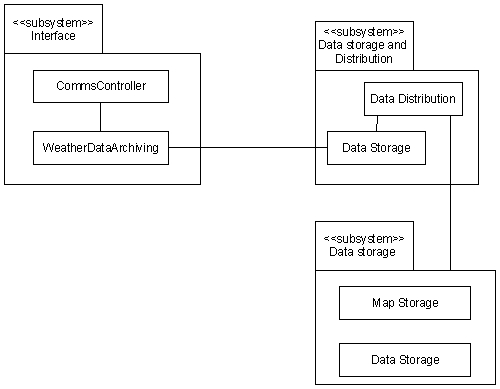 <<subsystem>>
Interface
CommsController
WeatherDataArchiving
<<subsystem>>
Data storage and
Distribution
Data Distribution
Data Storage
<<subsystem>>
Data storage
Map Storage
Data Storage